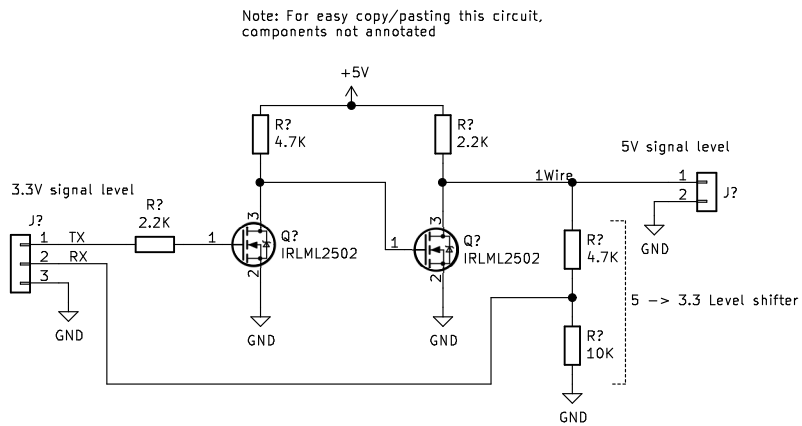 Note: For easy copy/pasting this circuit,
components not annotated
+5V
R?
4.7K
R?
2.2K
5V signal level
3.3V signal level
1Wire
1
2
J?
J?
R?
2.2K
1 TX
2 RX
3
1
3
2
Q?
IRLML2502
1
3
2
Q?
IRLML2502
GND
R?
4.7K
5 -> 3.3 Level shifter
R?
10K
GND
GND
GND
GND